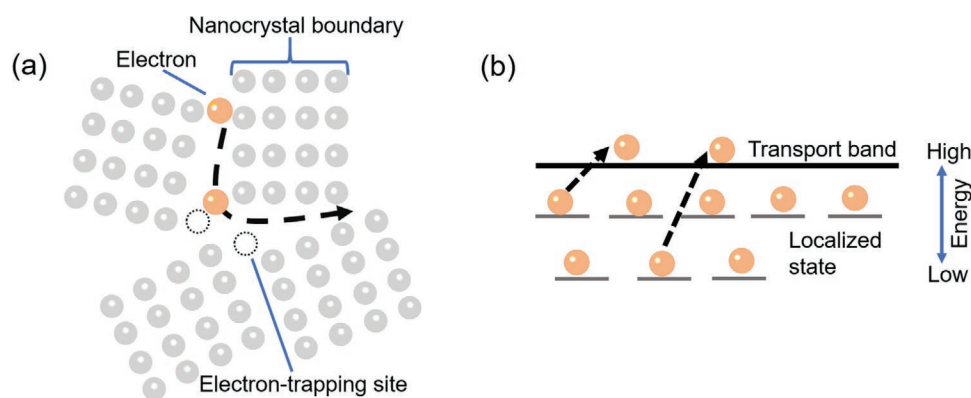 (a)
Nanocrystal boundary
Electron
Electron-trapping site
(b)
Transport band
High
Energy
Localized
state
Low